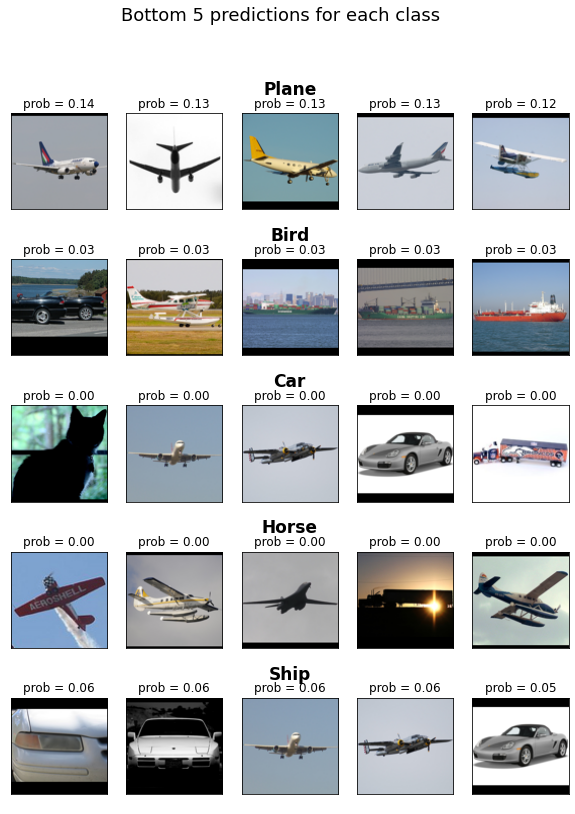 Bottom 5 predictions for each class
Plane
prob = 0.14 prob = 0.13 prob = 0.13 prob = 0.13 prob = 0.12
Bird
prob = 0.03 prob = 0.03 prob = 0.03 prob = 0.03 prob = 0.03
Car
prob = 0.00 prob = 0.00 prob = 0.00 prob = 0.00 prob = 0.00
Horse
prob = 0.00 prob = 0.00 prob = 0.00 prob = 0.00 prob = 0.00
AEROSHELL
Ship
prob = 0.06 prob = 0.06 prob = 0.06 prob = 0.06 prob = 0.05